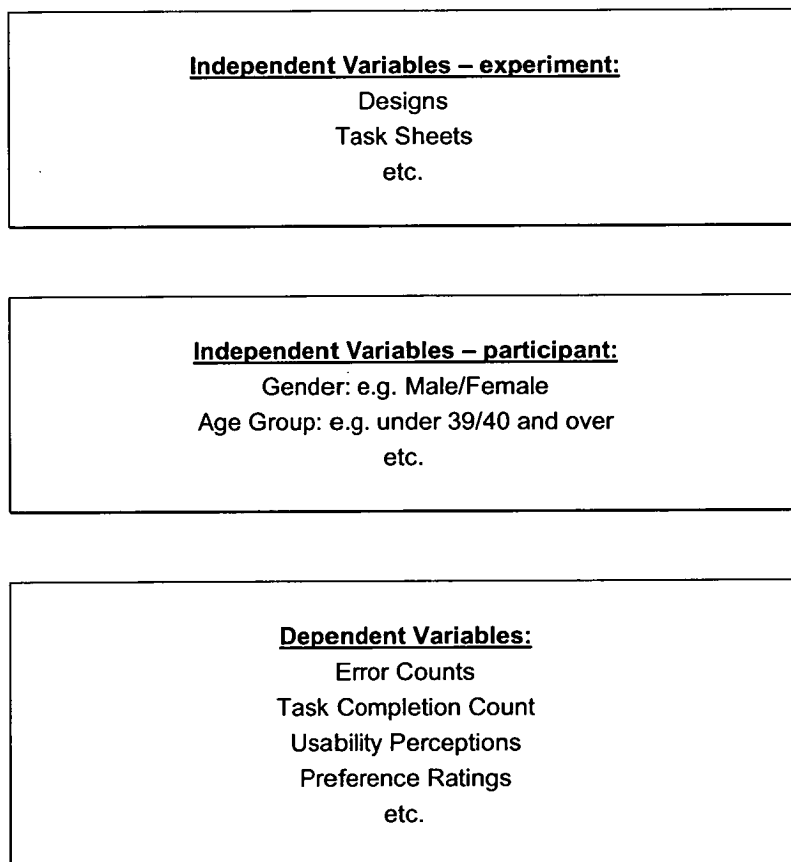 Independent Variables – experiment:
Designs
Task Sheets
etc.
Independent Variables – participant:
Gender: e.g. Male/Female
Age Group: e.g. under 39/40 and over
etc.
Dependent Variables:
Error Counts
Task Completion Count
Usability Perceptions
Preference Ratings
etc.